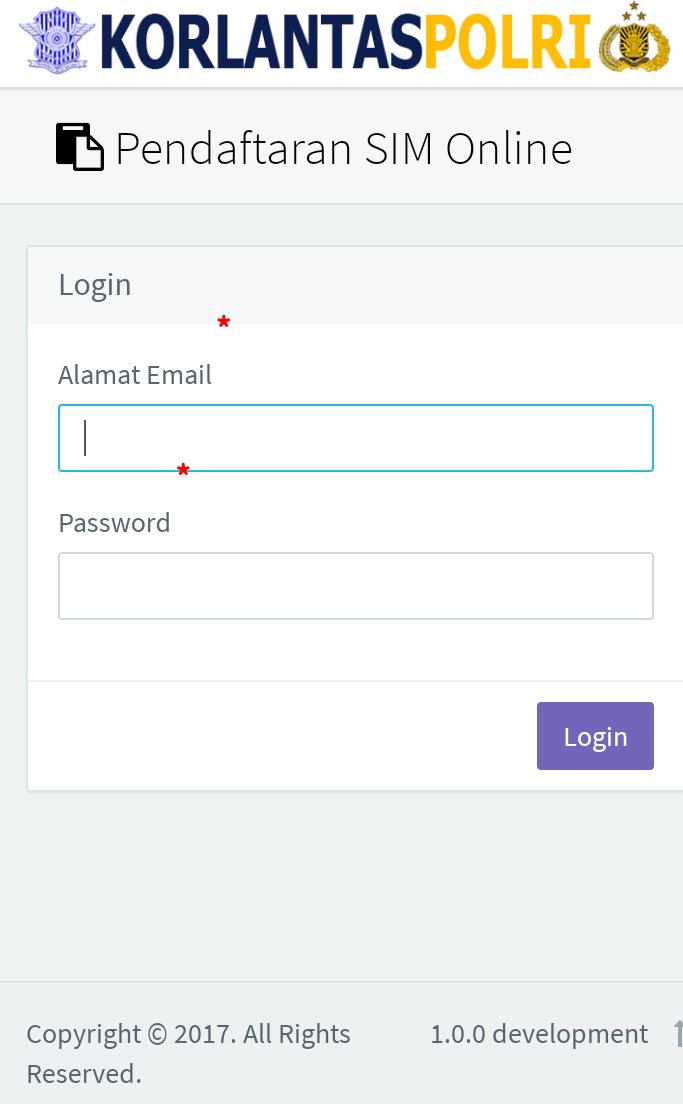 KORLANTASPOLRI
Pendaftaran SIM Online
Login
*
Alamat Email
*
Password
Login
Copyright © 2017. All Rights
Reserved.
1.0.0 development